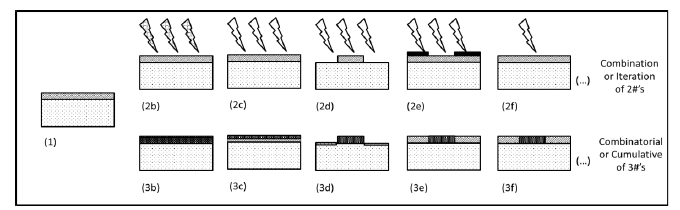 (1)
(2b)
(2c)
(2d)
(2e)
(2f)
(...)
Combination
or Iteration
of 2#'s
(3b)
(3c)
(3d)
(3e)
(3f)
(...)
Combinatorial
or Cumulative
of 3#'s